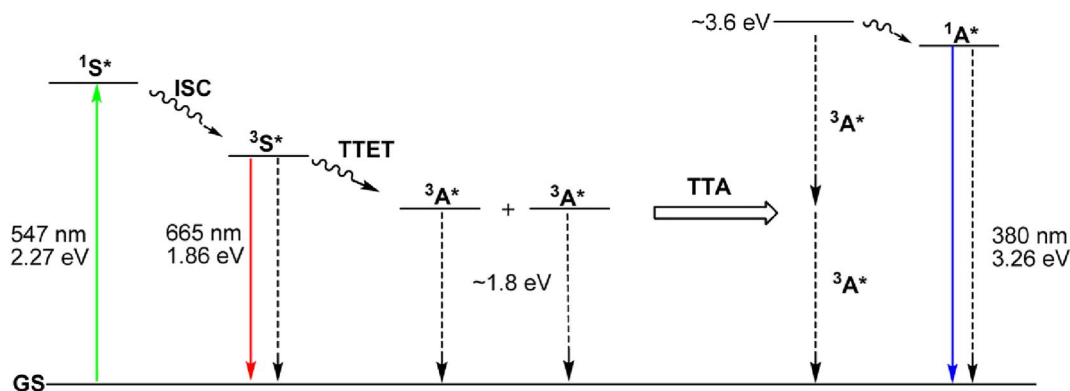 ~3.6 eV
¹A*
¹S*
ISC
³S*
TTET
³A*
³A*
+
³A*
TTA
547 nm
2.27 eV
665 nm
1.86 eV
~1.8 eV
³A*
380 nm
3.26 eV
GS